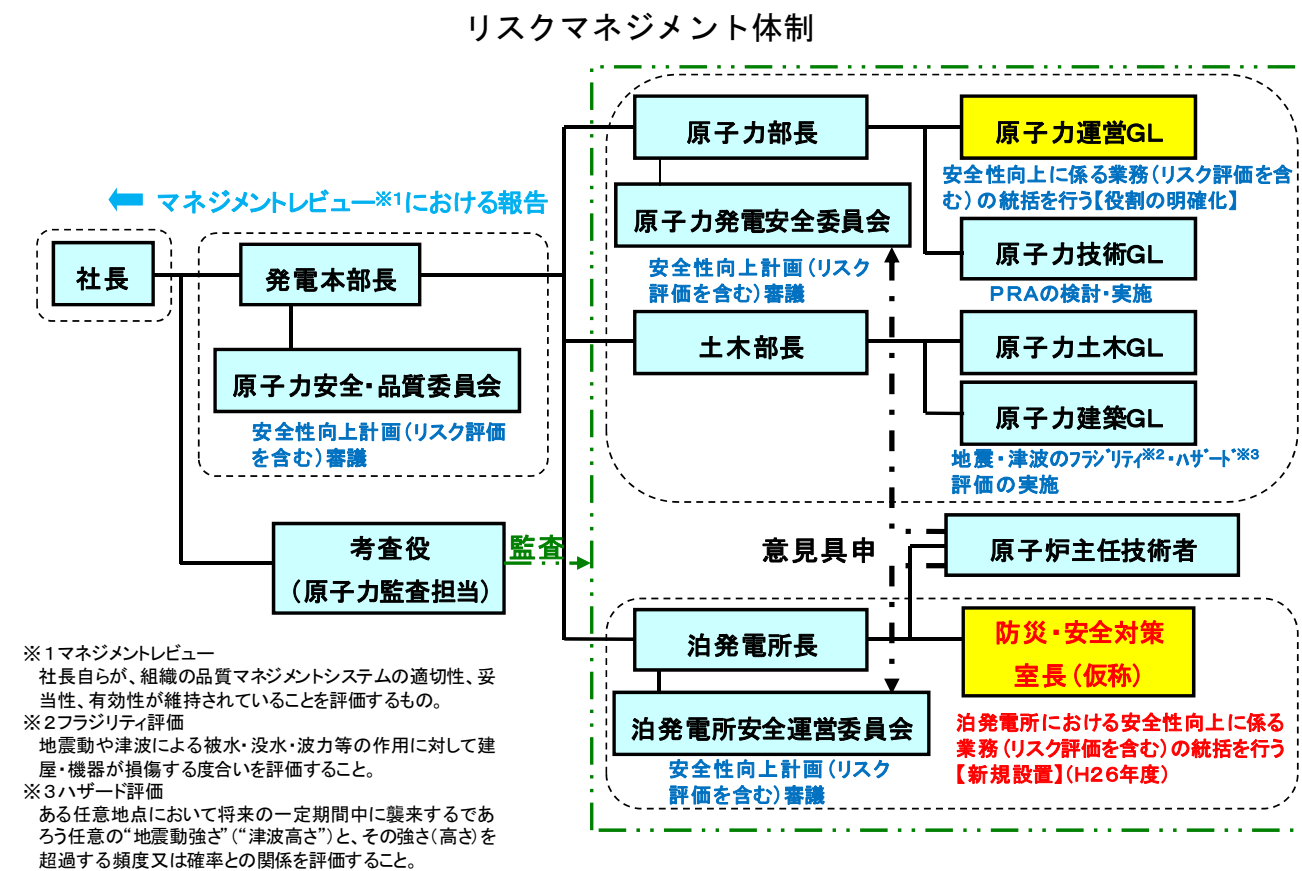 リスクマネジメント体制
マネジメントレビュー※1における報告
社長
発電本部長
原子力安全・品質委員会
安全性向上計画(リスク評価
を含む)審議
考査役
(原子力監査担当)
監査
原子力部長
原子力発電安全委員会
安全性向上計画(リスク
評価を含む)審議
土木部長
原子力運営GL
安全性向上に係る業務(リスク評価を含
む)の統括を行う【役割の明確化】
原子力技術GL
PRAの検討・実施
原子力土木GL
原子力建築GL
地震・津波のフラジリティ※2・ハザード※3
評価の実施
意見具申
原子炉主任技術者
泊発電所長
泊発電所安全運営委員会
安全性向上計画(リスク
評価を含む)審議
防災・安全対策
室長(仮称)
泊発電所における安全性向上に係る
業務(リスク評価を含む)の統括を行う
【新規設置】(H26年度)
※1マネジメントレビュー
社長自らが、組織の品質マネジメントシステムの適切性、妥
当性、有効性が維持されていることを評価するもの。
※2フラジリティ評価
地震動や津波による被水・没水・波力等の作用に対して建
屋・機器が損傷する度合いを評価すること。
※3ハザード評価
ある任意地点において将来の一定期間中に襲来するであ
ろう任意の“地震動強さ”(“津波高さ”)と、その強さ(高さ)を
超過する頻度又は確率との関係を評価すること。